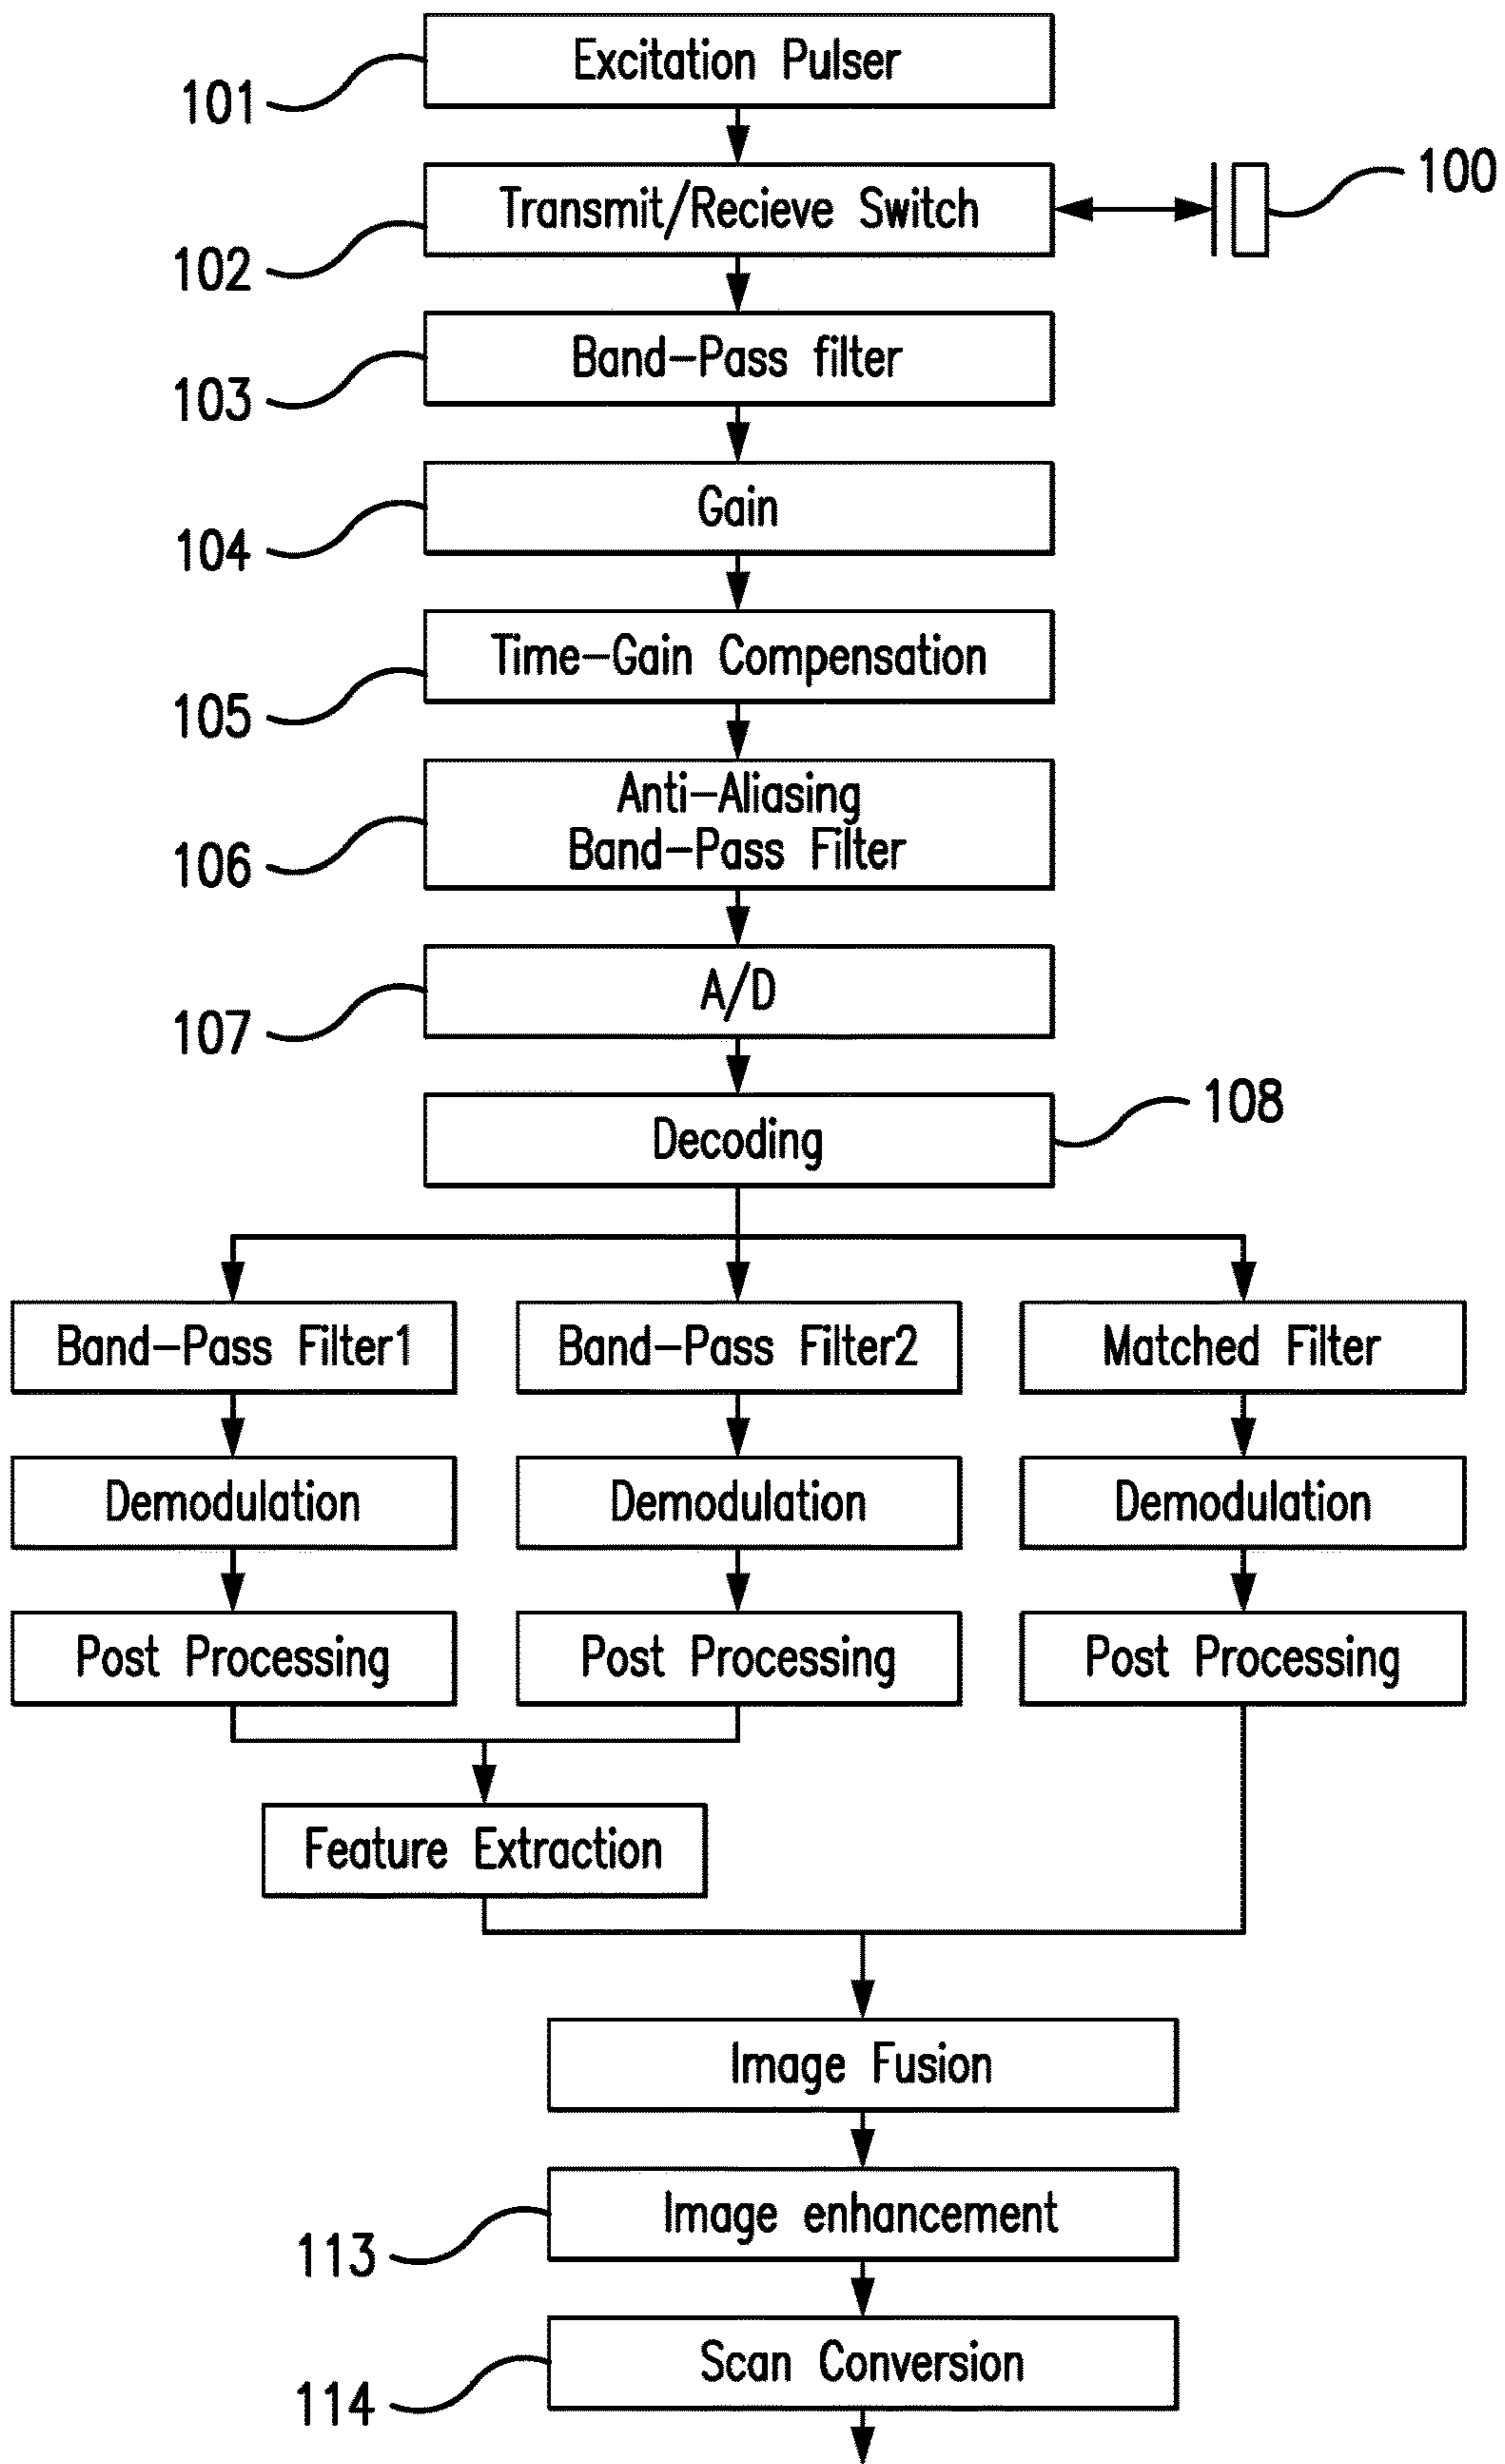 Excitation Pulser
101
Transmit/Recieve Switch
100
102
Band-Pass filter
103
Gain
104
Time-Gain Compensation
105
Anti-Aliasing
Band-Pass Filter
106
A/D
107
108
Decoding
Band-Pass Filter1
Band-Pass Filter2
Matched Filter
Demodulation
Demodulation
Demodulation
Post Processing
Post Processing
Post Processing
Feature Extraction
Image Fusion
Image enhancement
113
Scan Conversion
114